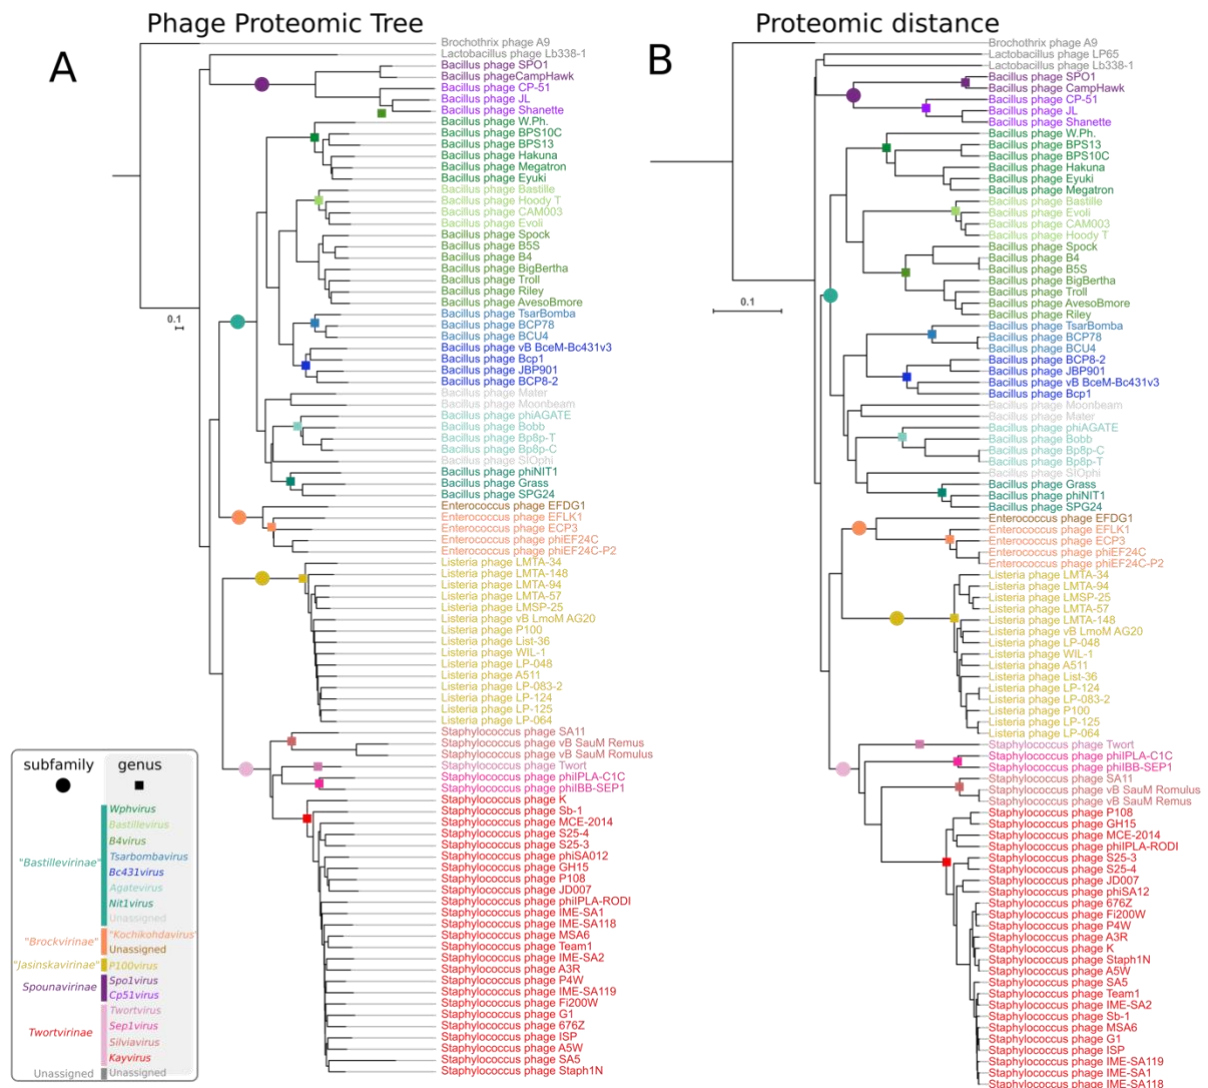 Phage Proteomic Tree
A
Brochothrix phage A9
Lactobacillus phage Lb338-1
Bacillus phage SPO1
Bacillus phageCampHawk
Bacillus phage CP-51
Bacillus phage JL
Bacillus phage Shanette
Bacillus phage W.Ph.
Bacillus phage BPS10C
Bacillus phage BPS13
Bacillus phage Hakuna
Bacillus phage Megatron
Bacillus phage Eyuki
Bacillus phage Bastille
Bacillus phage Hoody T
Bacillus phage CAM003
Bacillus phage Evoli
Bacillus phage Spock
Bacillus phage B5S
Bacillus phage B4
Bacillus phage BigBertha
Bacillus phage Troll
Bacillus phage Riley
Bacillus phage AvesoBmore
Bacillus phage TsarBomba
Bacillus phage BCP78
Bacillus phage BCU4
Bacillus phage vB BceM-Bc431v3
Bacillus phage Bcp1
Bacillus phage JBP901
Bacillus phage BCP8-2
Bacillus phage Mater
Bacillus phage Moonbeam
Bacillus phage phiAGATE
Bacillus phage Bobb
Bacillus phage Bp8p-T
Bacillus phage Bp8p-C
Bacillus phage SIOphi
Bacillus phage phiNIT1
Bacillus phage Grass
Bacillus phage SPG24
Enterococcus phage EFDG1
Enterococcus phage EFLK1
Enterococcus phage ECP3
Enterococcus phage phiEF24C
Enterococcus phage phiEF24C-P2
Listeria phage LMTA-34
Listeria phage LMTA-148
Listeria phage LMTA-94
Listeria phage LMTA-57
Listeria phage LMSP-25
Listeria phage vB LmoM AG20
Listeria phage P100
Listeria phage List-36
Listeria phage WIL-1
Listeria phage LP-048
Listeria phage A511
Listeria phage LP-083-2
Listeria phage LP-124
Listeria phage LP-125
Listeria phage LP-064
Staphylococcus phage SA11
Staphylococcus phage vB SauM Remus
Staphylococcus phage vB SauM Romulus
Staphylococcus phage Twort
Staphylococcus phage phiIPLA-C1C
Staphylococcus phage phiIBB-SEP1
Staphylococcus phage K
Staphylococcus phage Sb-1
Staphylococcus phage MCE-2014
Staphylococcus phage S25-4
Staphylococcus phage S25-3
Staphylococcus phage phiSA012
Staphylococcus phage GH15
Staphylococcus phage P108
Staphylococcus phage JD007
Staphylococcus phage phiIPLA-RODI
Staphylococcus phage IME-SA1
Staphylococcus phage IME-SA118
Staphylococcus phage MSA6
Staphylococcus phage Team1
Staphylococcus phage IME-SA2
Staphylococcus phage A3R
Staphylococcus phage P4W
Staphylococcus phage IME-SA119
Staphylococcus phage Fi200W
Staphylococcus phage G1
Staphylococcus phage 676Z
Staphylococcus phage ISP
Staphylococcus phage A5W
Staphylococcus phage SA5
Staphylococcus phage Staph1N
0.1
Proteomic distance
B
Brochothrix phage A9
Lactobacillus phage LP65
Lactobacillus phage Lb338-1
Bacillus phage SPO1
Bacillus phage CampHawk
Bacillus phage CP-51
Bacillus phage JL
Bacillus phage Shanette
Bacillus phage W.Ph.
Bacillus phage BPS13
Bacillus phage BPS10C
Bacillus phage Hakuna
Bacillus phage Eyuki
Bacillus phage Megatron
Bacillus phage Bastille
Bacillus phage Evoli
Bacillus phage CAM003
Bacillus phage Hoody T
Bacillus phage Spock
Bacillus phage B4
Bacillus phage B5S
Bacillus phage BigBertha
Bacillus phage Troll
Bacillus phage AvesoBmore
Bacillus phage Riley
Bacillus phage TsarBomba
Bacillus phage BCP78
Bacillus phage BCU4
Bacillus phage BCP8-2
Bacillus phage JBP901
Bacillus phage vB BceM-Bc431v3
Bacillus phage Bcp1
Bacillus phage Moonbeam
Bacillus phage Mater
Bacillus phage phiAGATE
Bacillus phage Bobb
Bacillus phage Bp8p-C
Bacillus phage Bp8p-T
Bacillus phage SIOphi
Bacillus phage Grass
Bacillus phage phiNIT1
Bacillus phage SPG24
Enterococcus phage EFDG1
Enterococcus phage EFLK1
Enterococcus phage ECP3
Enterococcus phage phiEF24C
Enterococcus phage phiEF24C-P2
Listeria phage LMTA-34
Listeria phage LMTA-94
Listeria phage LMSP-25
Listeria phage LMTA-57
Listeria phage LMTA-148
Listeria phage vB LmoM AG20
Listeria phage LP-048
Listeria phage WIL-1
Listeria phage A511
Listeria phage List-36
Listeria phage LP-124
Listeria phage LP-083-2
Listeria phage P100
Listeria phage LP-125
Listeria phage LP-064
Staphylococcus phage Twort
Staphylococcus phage phiIPLA-C1C
Staphylococcus phage phiIBB-SEP1
Staphylococcus phage SA11
Staphylococcus phage vB SauM Romulus
Staphylococcus phage vB SauM Remus
Staphylococcus phage P108
Staphylococcus phage GH15
Staphylococcus phage MCE-2014
Staphylococcus phage phiIPLA-RODI
Staphylococcus phage S25-3
Staphylococcus phage S25-4
Staphylococcus phage JD007
Staphylococcus phage phiSA12
Staphylococcus phage 676Z
Staphylococcus phage Fi200W
Staphylococcus phage P4W
Staphylococcus phage A3R
Staphylococcus phage K
Staphylococcus phage Staph1N
Staphylococcus phage A5W
Staphylococcus phage SA5
Staphylococcus phage Team1
Staphylococcus phage IME-SA2
Staphylococcus phage Sb-1
Staphylococcus phage MSA6
Staphylococcus phage G1
Staphylococcus phage ISP
Staphylococcus phage IME-SA119
Staphylococcus phage IME-SA1
Staphylococcus phage IME-SA118
0.1
subfamily genus
Wphvirus
Bastillevirus
B4virus
Tsarbombavirus
"Bastillevirinae"
Bc431virus
Agatevirus
Nit1virus
Unassigned
"Brockvirinae"
"Kochikohdavirus"
Unassigned
"Jasinskavirinae" P100virus
Spounavirinae
Spo1virus
Cp51virus
Twortvirus
Sep1virus
Twortvirinae
Silviavirus
Kayvirus
Unassigned Unassigned